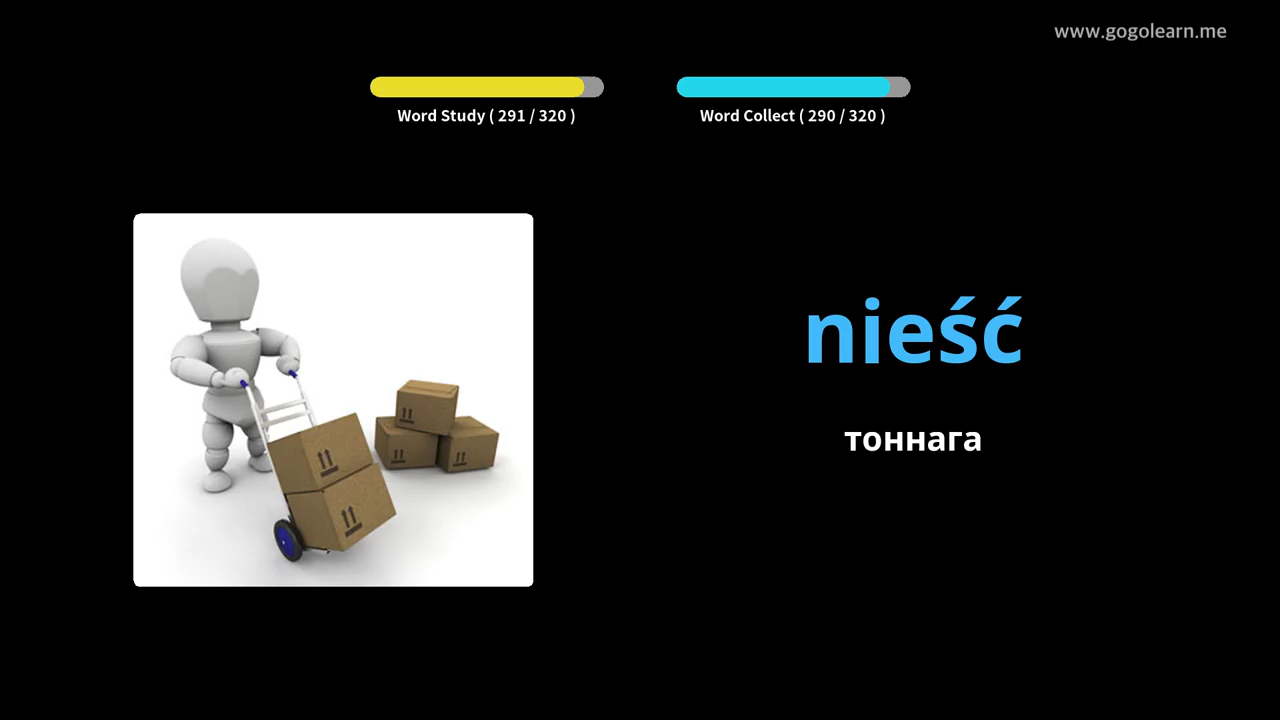 www.gogolearn.me
Word Study ( 291 / 320 )
Word Collect ( 290 / 320 )
nieść
тоннага